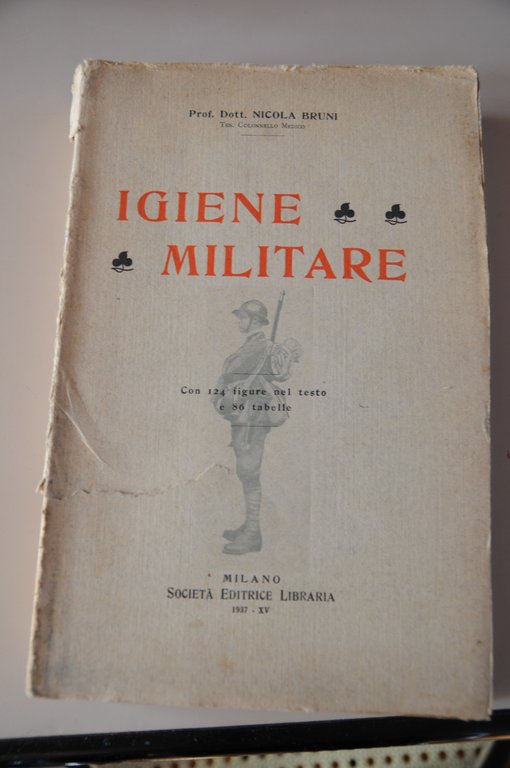 Prof. Dott. NICOLA BRUNI
Ten. Colonnello Medico
IGIENE
MILITARE
Con 124 figure nel testo
e 86 tabelle
MILANO
SOCIETÀ EDITRICE LIBRARIA
1937 - XV